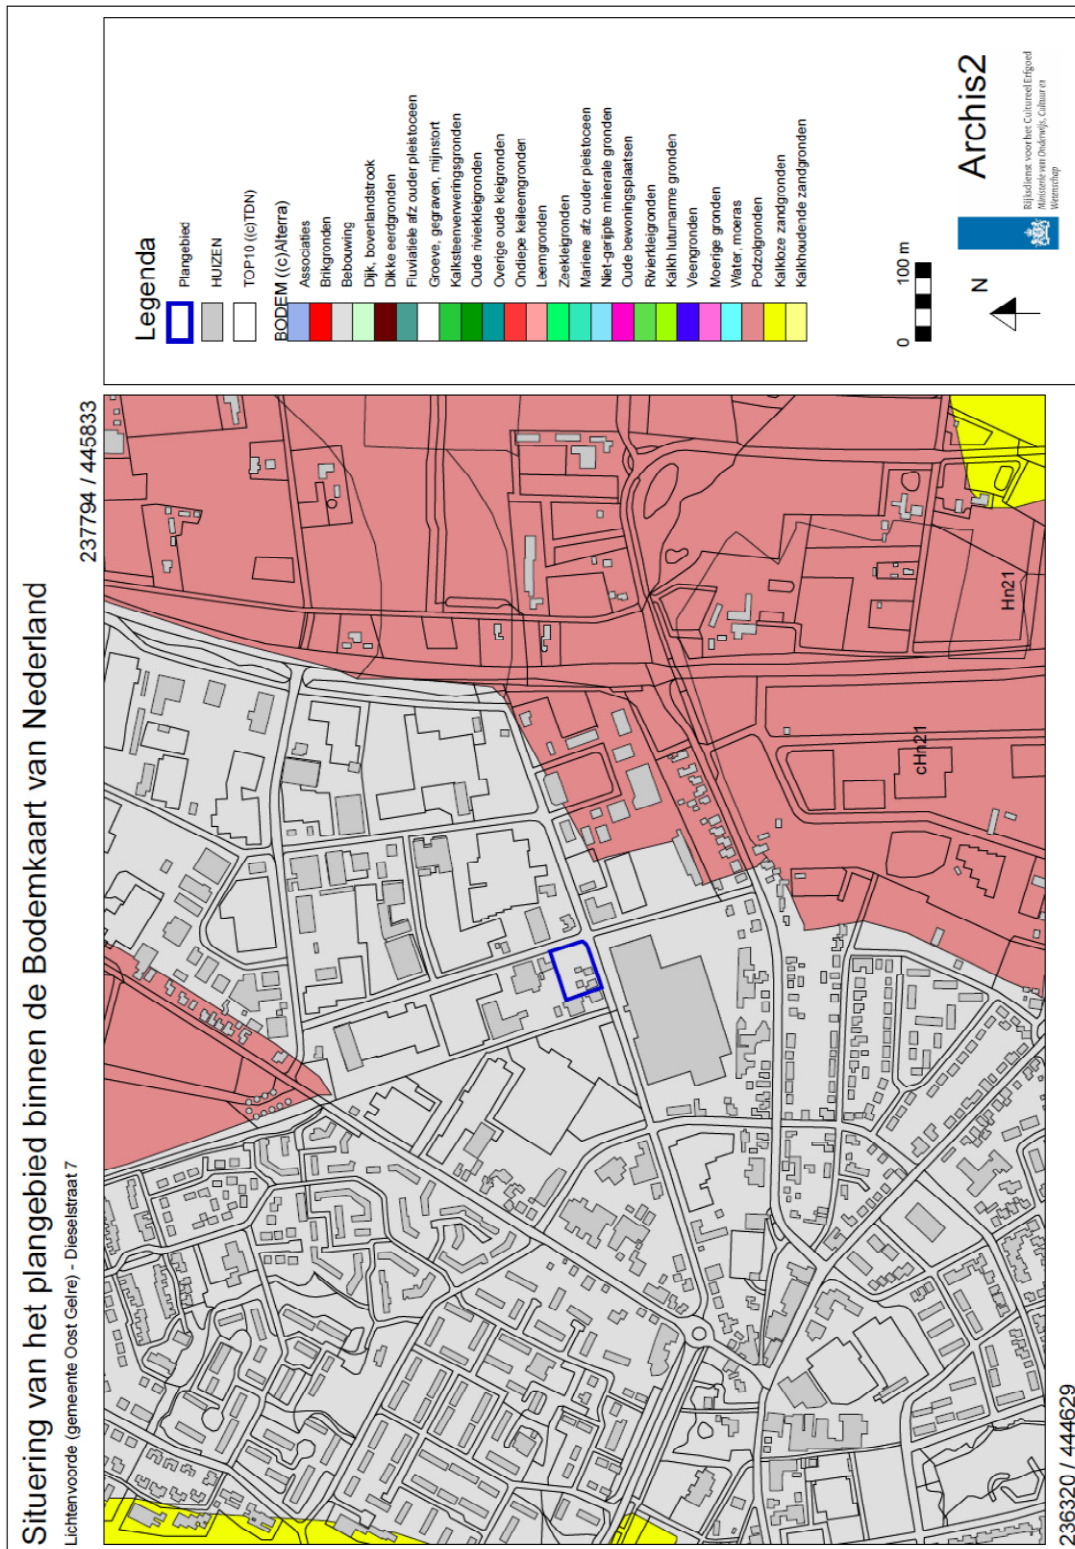 Situering van het plangebied binnen de Bodemkaart van Nederland
Lichtenvoorde (gemeente Oost Gelre) - Dieselstraat 7
237794 / 445833
236320 / 444629
cHn21
Hn21
Legenda
Plangebied
HUIZEN
TOP10 ((c)TDN)
BODEM ((c)Alterra)
Associaties
Brikgronden
Bebouwing
Dijk, bovenlandstrook
Dikke eerdgronden
Fluviatiele afz ouder pleistoceen
Groeve, gegraven, mijnstort
Kalksteenverweringsgronden
Oude rivierkleigronden
Overige oude kleigronden
Ondiepe keileemgronden
Leemgronden
Zeekleigronden
Mariene afz ouder pleistoceen
Niet-gerijpte minerale gronden
Oude bewoningsplaatsen
Rivierkleigronden
Kalkh lutumarme gronden
Veengronden
Moerige gronden
Water, moeras
Podzolgronden
Kalkloze zandgronden
Kalkhoudende zandgronden
0 100 m
N
Archis2
Rijksdienst voor het Cultureel Erfgoed
Ministerie van Onderwijs, Cultuur en
Wetenschap